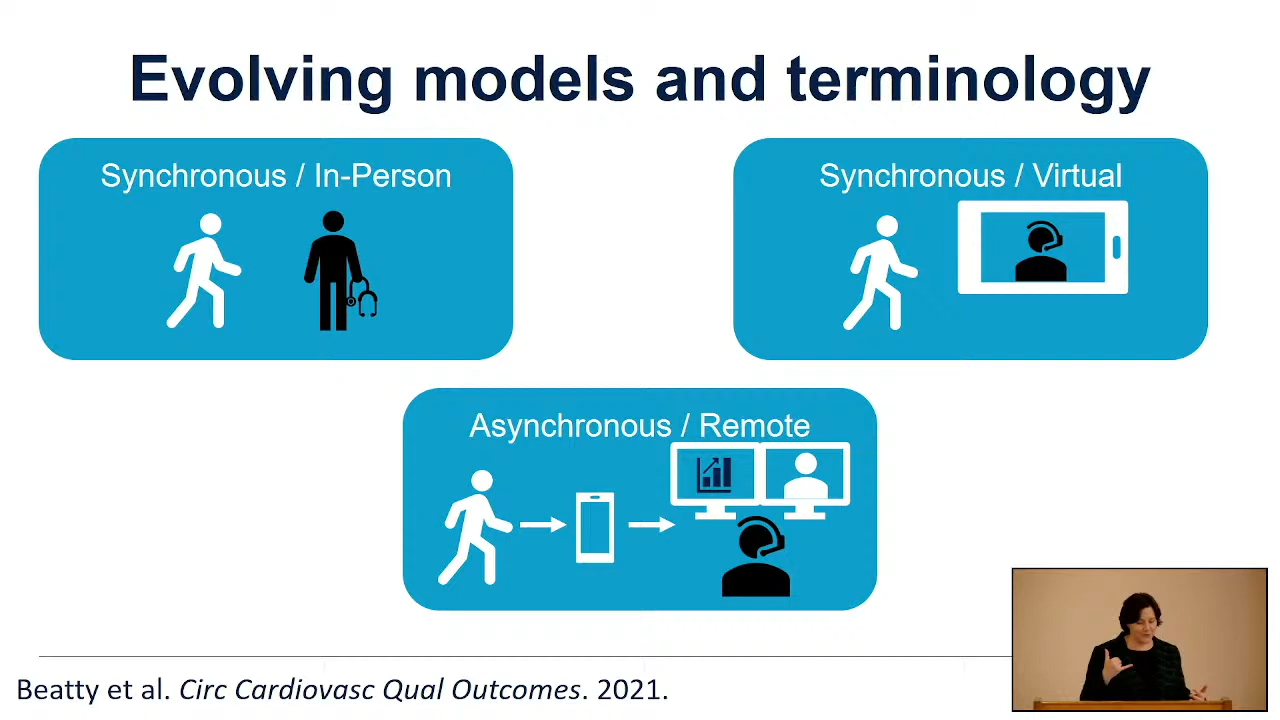 Evolving models and terminology
Synchronous / In-Person
Synchronous / Virtual
Asynchronous / Remote
Beatty et al. Circ Cardiovasc Qual Outcomes. 2021.